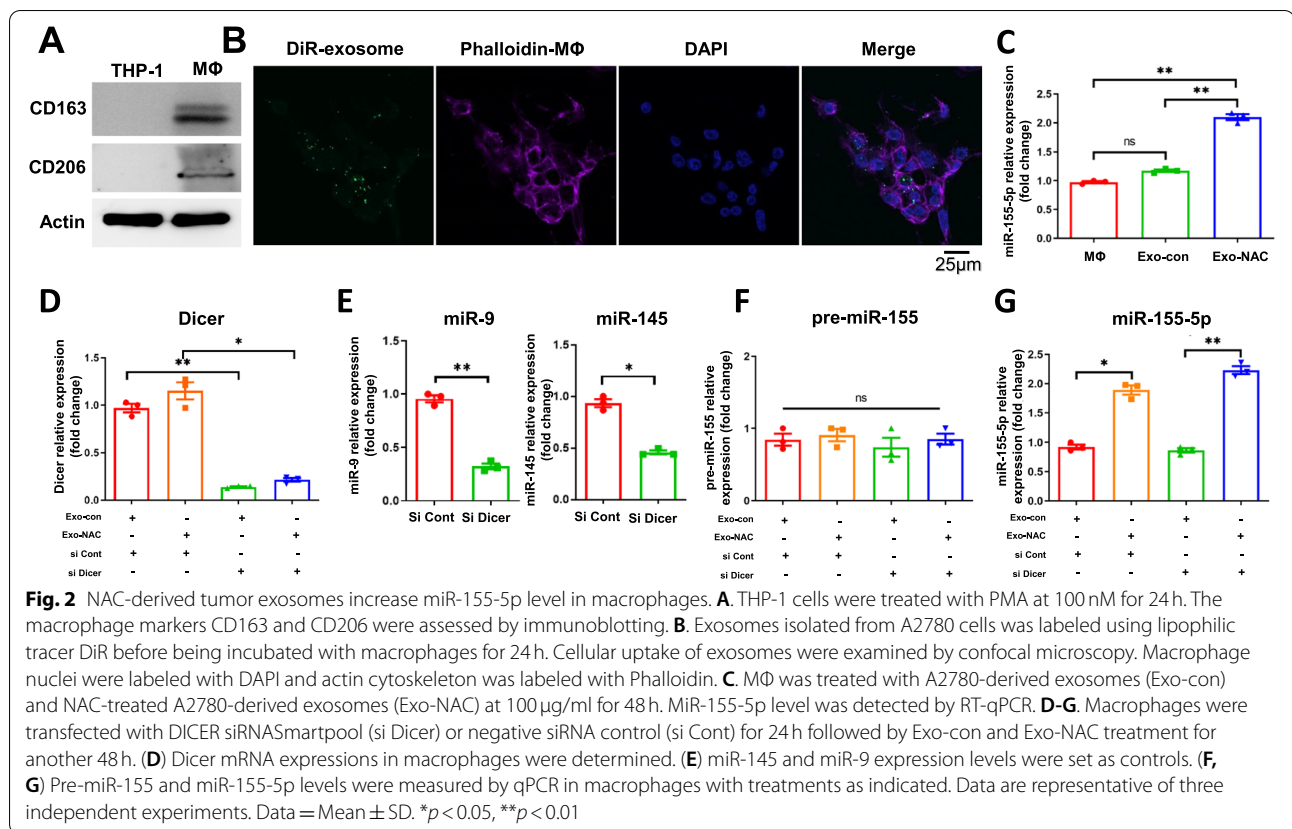 A
THP-1 MΦ
CD163
CD206
Actin
B
DiR-exosome Phalloidin-MΦ DAPI Merge
25μm
C
miR-155-5p relative expression
(fold change)
2.5
2.0
1.5
1.0
0.5
0.0
ns
**
**
MΦ Exo-con Exo-NAC
D
Dicer
Dicer relative expression
(fold change)
1.5
1.0
0.5
0.0
**
*
Exo-con + - + -
Exo-NAC - + - +
si Cont + + - -
si Dicer - - + +
E
miR-9
miR-9 relative expression
(fold change)
1.5
1.0
0.5
0.0
**
Si Cont Si Dicer
miR-145
miR-145 relative expression
(fold change)
1.5
1.0
0.5
0.0
*
Si Cont Si Dicer
F
pre-miR-155
pre-miR-155 relative
expression (fold change)
2
1
0
ns
Exo-con + - + -
Exo-NAC - + - +
si Cont + + - -
si Dicer - - + +
G
miR-155-5p
miR-155-5p relative
expression (fold change)
2.5
2.0
1.5
1.0
0.5
0.0
*
**
Exo-con + - + -
Exo-NAC - + - +
si Cont + + - -
si Dicer - - + +
Fig. 2 NAC-derived tumor exosomes increase miR-155-5p level in macrophages. A. THP-1 cells were treated with PMA at 100 nM for 24 h. The
macrophage markers CD163 and CD206 were assessed by immunoblotting. B. Exosomes isolated from A2780 cells was labeled using lipophilic
tracer DiR before being incubated with macrophages for 24 h. Cellular uptake of exosomes were examined by confocal microscopy. Macrophage
nuclei were labeled with DAPI and actin cytoskeleton was labeled with Phalloidin. C. MΦ was treated with A2780-derived exosomes (Exo-con)
and NAC-treated A2780-derived exosomes (Exo-NAC) at 100 μg/ml for 48 h. MiR-155-5p level was detected by RT-qPCR. D-G. Macrophages were
transfected with DICER siRNASmartpool (si Dicer) or negative siRNA control (si Cont) for 24 h followed by Exo-con and Exo-NAC treatment for
another 48 h. (D) Dicer mRNA expressions in macrophages were determined. (E) miR-145 and miR-9 expression levels were set as controls. (F,
G) Pre-miR-155 and miR-155-5p levels were measured by qPCR in macrophages with treatments as indicated. Data are representative of three
independent experiments. Data = Mean ± SD. *p < 0.05, **p < 0.01